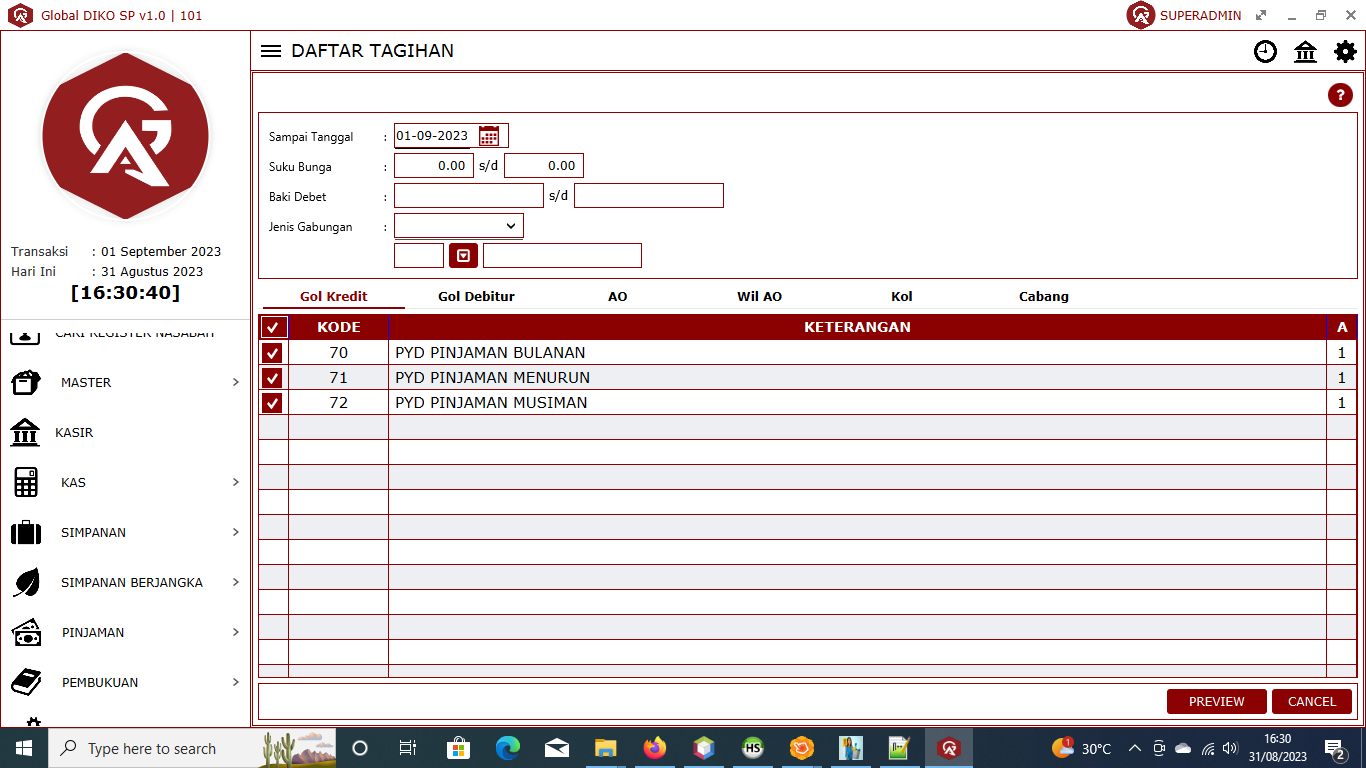 Global DIKO SP v1.0 | 101
SUPERADMIN
DAFTAR TAGIHAN
?
Sampai Tanggal : 01-09-2023
Suku Bunga : 0.00 s/d 0.00
Baki Debet : s/d
Jenis Gabungan :
Transaksi : 01 September 2023
Hari Ini : 31 Agustus 2023
[16:30:40]
CARI REGISTER NASABAH
MASTER
KASIR
KAS
SIMPANAN
SIMPANAN BERJANGKA
PINJAMAN
PEMBUKUAN
Gol Kredit Gol Debitur AO Wil AO Kol Cabang
KODE KETERANGAN A
70 PYD PINJAMAN BULANAN 1
71 PYD PINJAMAN MENURUN 1
72 PYD PINJAMAN MUSIMAN 1
PREVIEW CANCEL
Type here to search
HS
1
30°C
16:30
31/08/2023
2